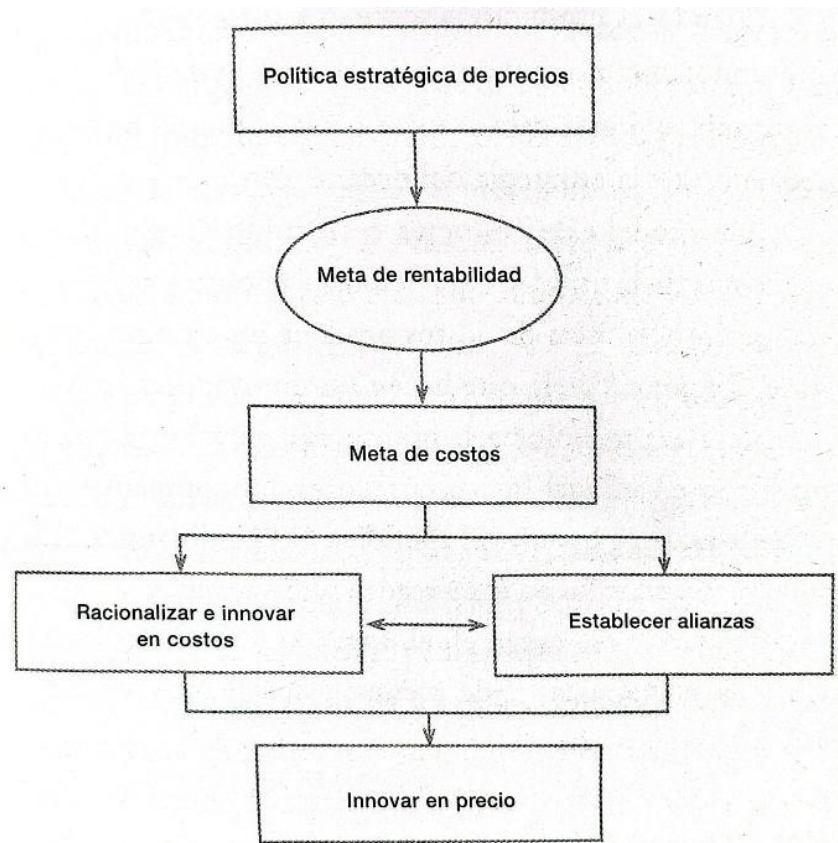 Política estratégica de precios
Meta de rentabilidad
Meta de costos
Racionalizar e innovar
en costos
Establecer alianzas
Innovar en precio